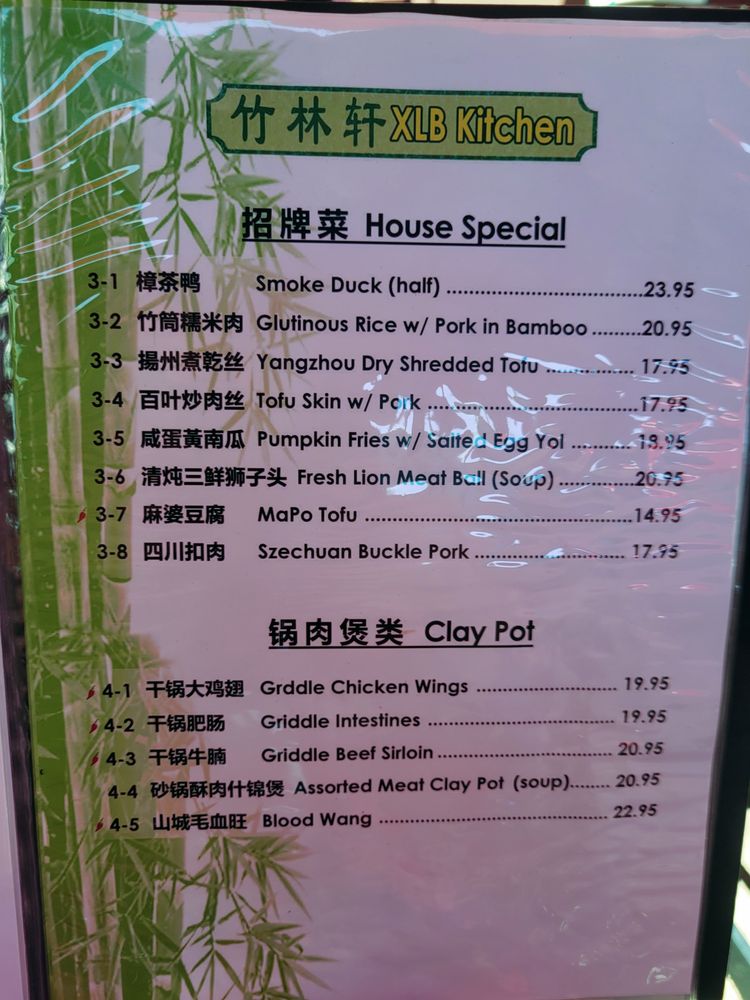 竹林轩 XLB Kitchen
招牌菜 House Special
3-1 樟茶鸭 Smoke Duck (half) ..........................23.95
3-2 竹筒糯米肉 Glutinous Rice w/ Pork in Bamboo .........20.95
3-3 揚州煮乾丝 Yangzhou Dry Shredded Tofu ........ ... ... 17.95
3-4 百叶炒肉丝 Tofu Skin w/ Pork ......................................17.95
3-5 咸蛋黃南瓜 Pumpkin Fries w/ Salted Egg Yol ...........
3-6 清炖三鲜狮子头 Fresh Lion Meat Ball (Soup) ..............20.95
3-7 麻婆豆腐 MaPo Tofu ................................................14.95
3-8 四川扣肉 Szechuan Buckle Pork ........................... 17.95
锅肉煲类 Clay Pot
4-1 干锅大鸡翅 Grddle Chicken Wings .......................... 19.95
4-2 干锅肥肠 Griddle Intestines .................................. 19.95
4-3 干锅牛腩 Griddle Beef Sirloin ................................ 20.95
4-4 砂锅酥肉什锦煲 Assorted Meat Clay Pot (soup)........ 20.95
4-5 山城毛血旺 Blood Wang .......................................... 22.95